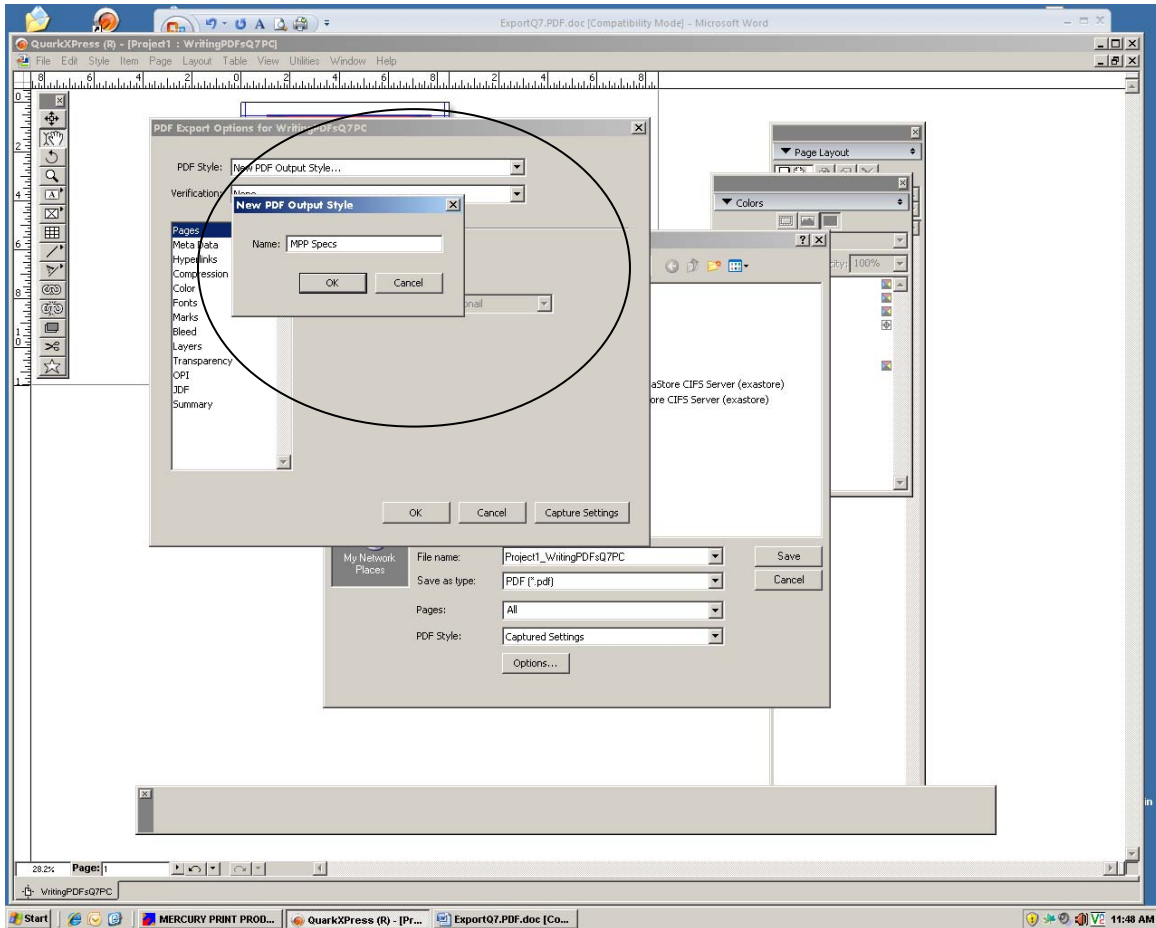 ExportQ7.PDF.doc [Compatibility Mode] - Microsoft Word
QuarkXPress (R) - [Project1 : WritingPDFsQ7PC]
File Edit Style Item Page Layout Table View Utilities Window Help
PDF Export Options for WritingPDFsQ7PC
PDF Style: New PDF Output Style...
Verification: None
New PDF Output Style
Name: MPP Specs
OK Cancel
Pages
Meta Data
Hyperlinks
Compression
Color
Fonts
Marks
Bleed
Layers
Transparency
OPI
JDF
Summary
OK Cancel Capture Settings
Page Layout
Colors
100%
aStore CIFS Server (exastore)
ore CIFS Server (exastore)
My Network Places
File name: Project1_WritingPDFsQ7PC
Save
Save as type: PDF (*.pdf)
Cancel
Pages: All
PDF Style: Captured Settings
Options...
in
28.2% Page: 1
WritingPDFsQ7PC
Start MERCURY PRINT PROD... QuarkXPress (R) - [Pr... ExportQ7.PDF.doc [Co... 11:48 AM